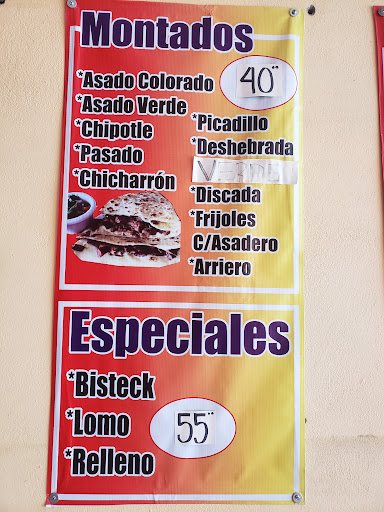 Montados
*Asado Colorado
40"
*Asado Verde
*Chipotle
*Pasado
*Chicharrón
*Picadillo
*Deshebrada
*Discada
*Frijoles
C/Asadero
*Arriero
Especiales
*Bisteck
*Lomo
*Relleno
55"